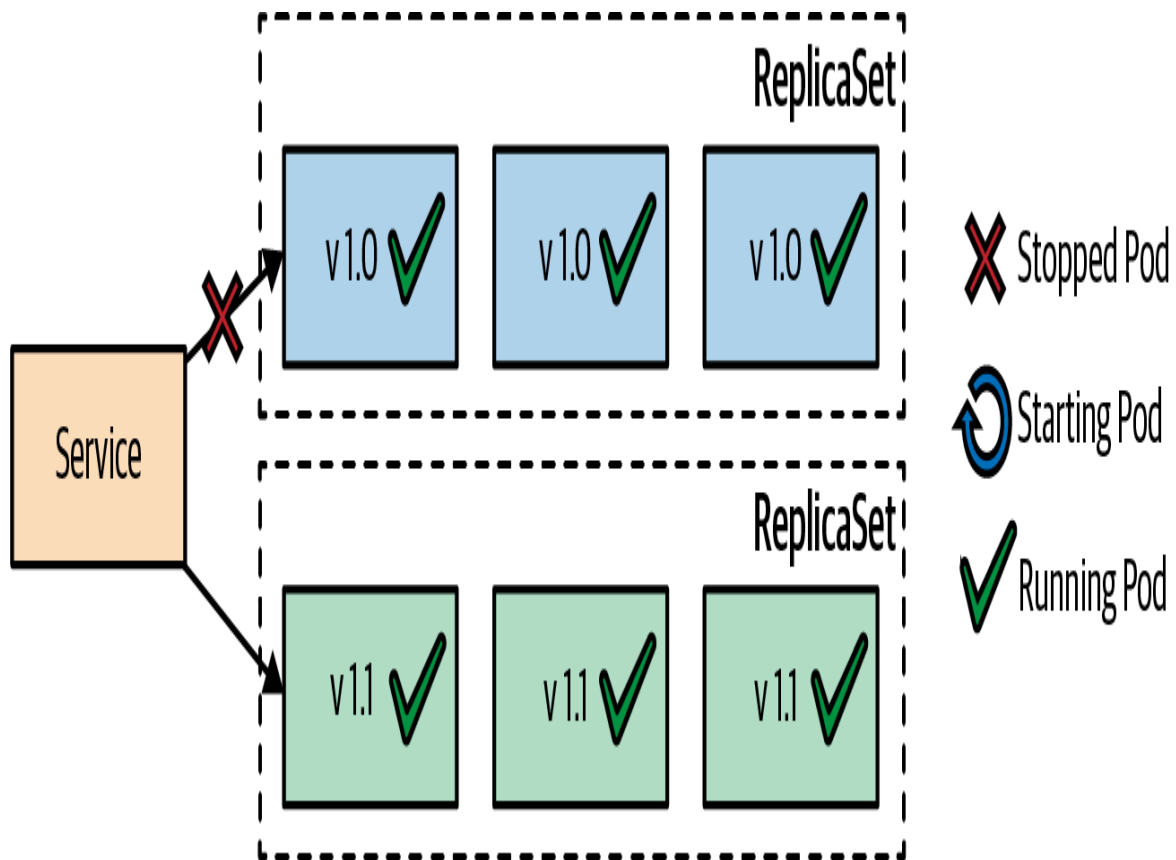 ReplicaSet
v 1.0
v 1.0
v 1.0
Service
ReplicaSet
v 1.1
v 1.1
v 1.1
Stopped Pod
Starting Pod
Running Pod